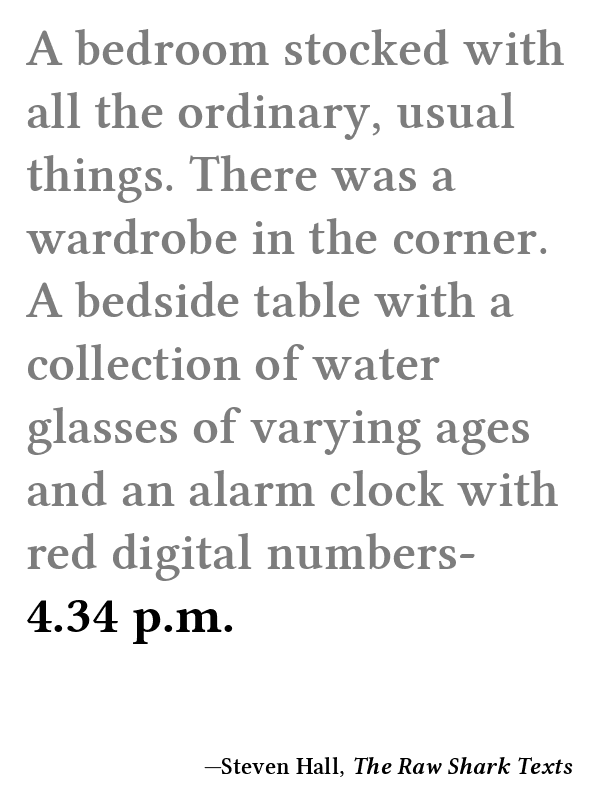 A bedroom stocked with
all the ordinary, usual
things. There was a
wardrobe in the corner.
A bedside table with a
collection of water
glasses of varying ages
and an alarm clock with
red digital numbers-
4.34 p.m.
—Steven Hall, The Raw Shark Texts